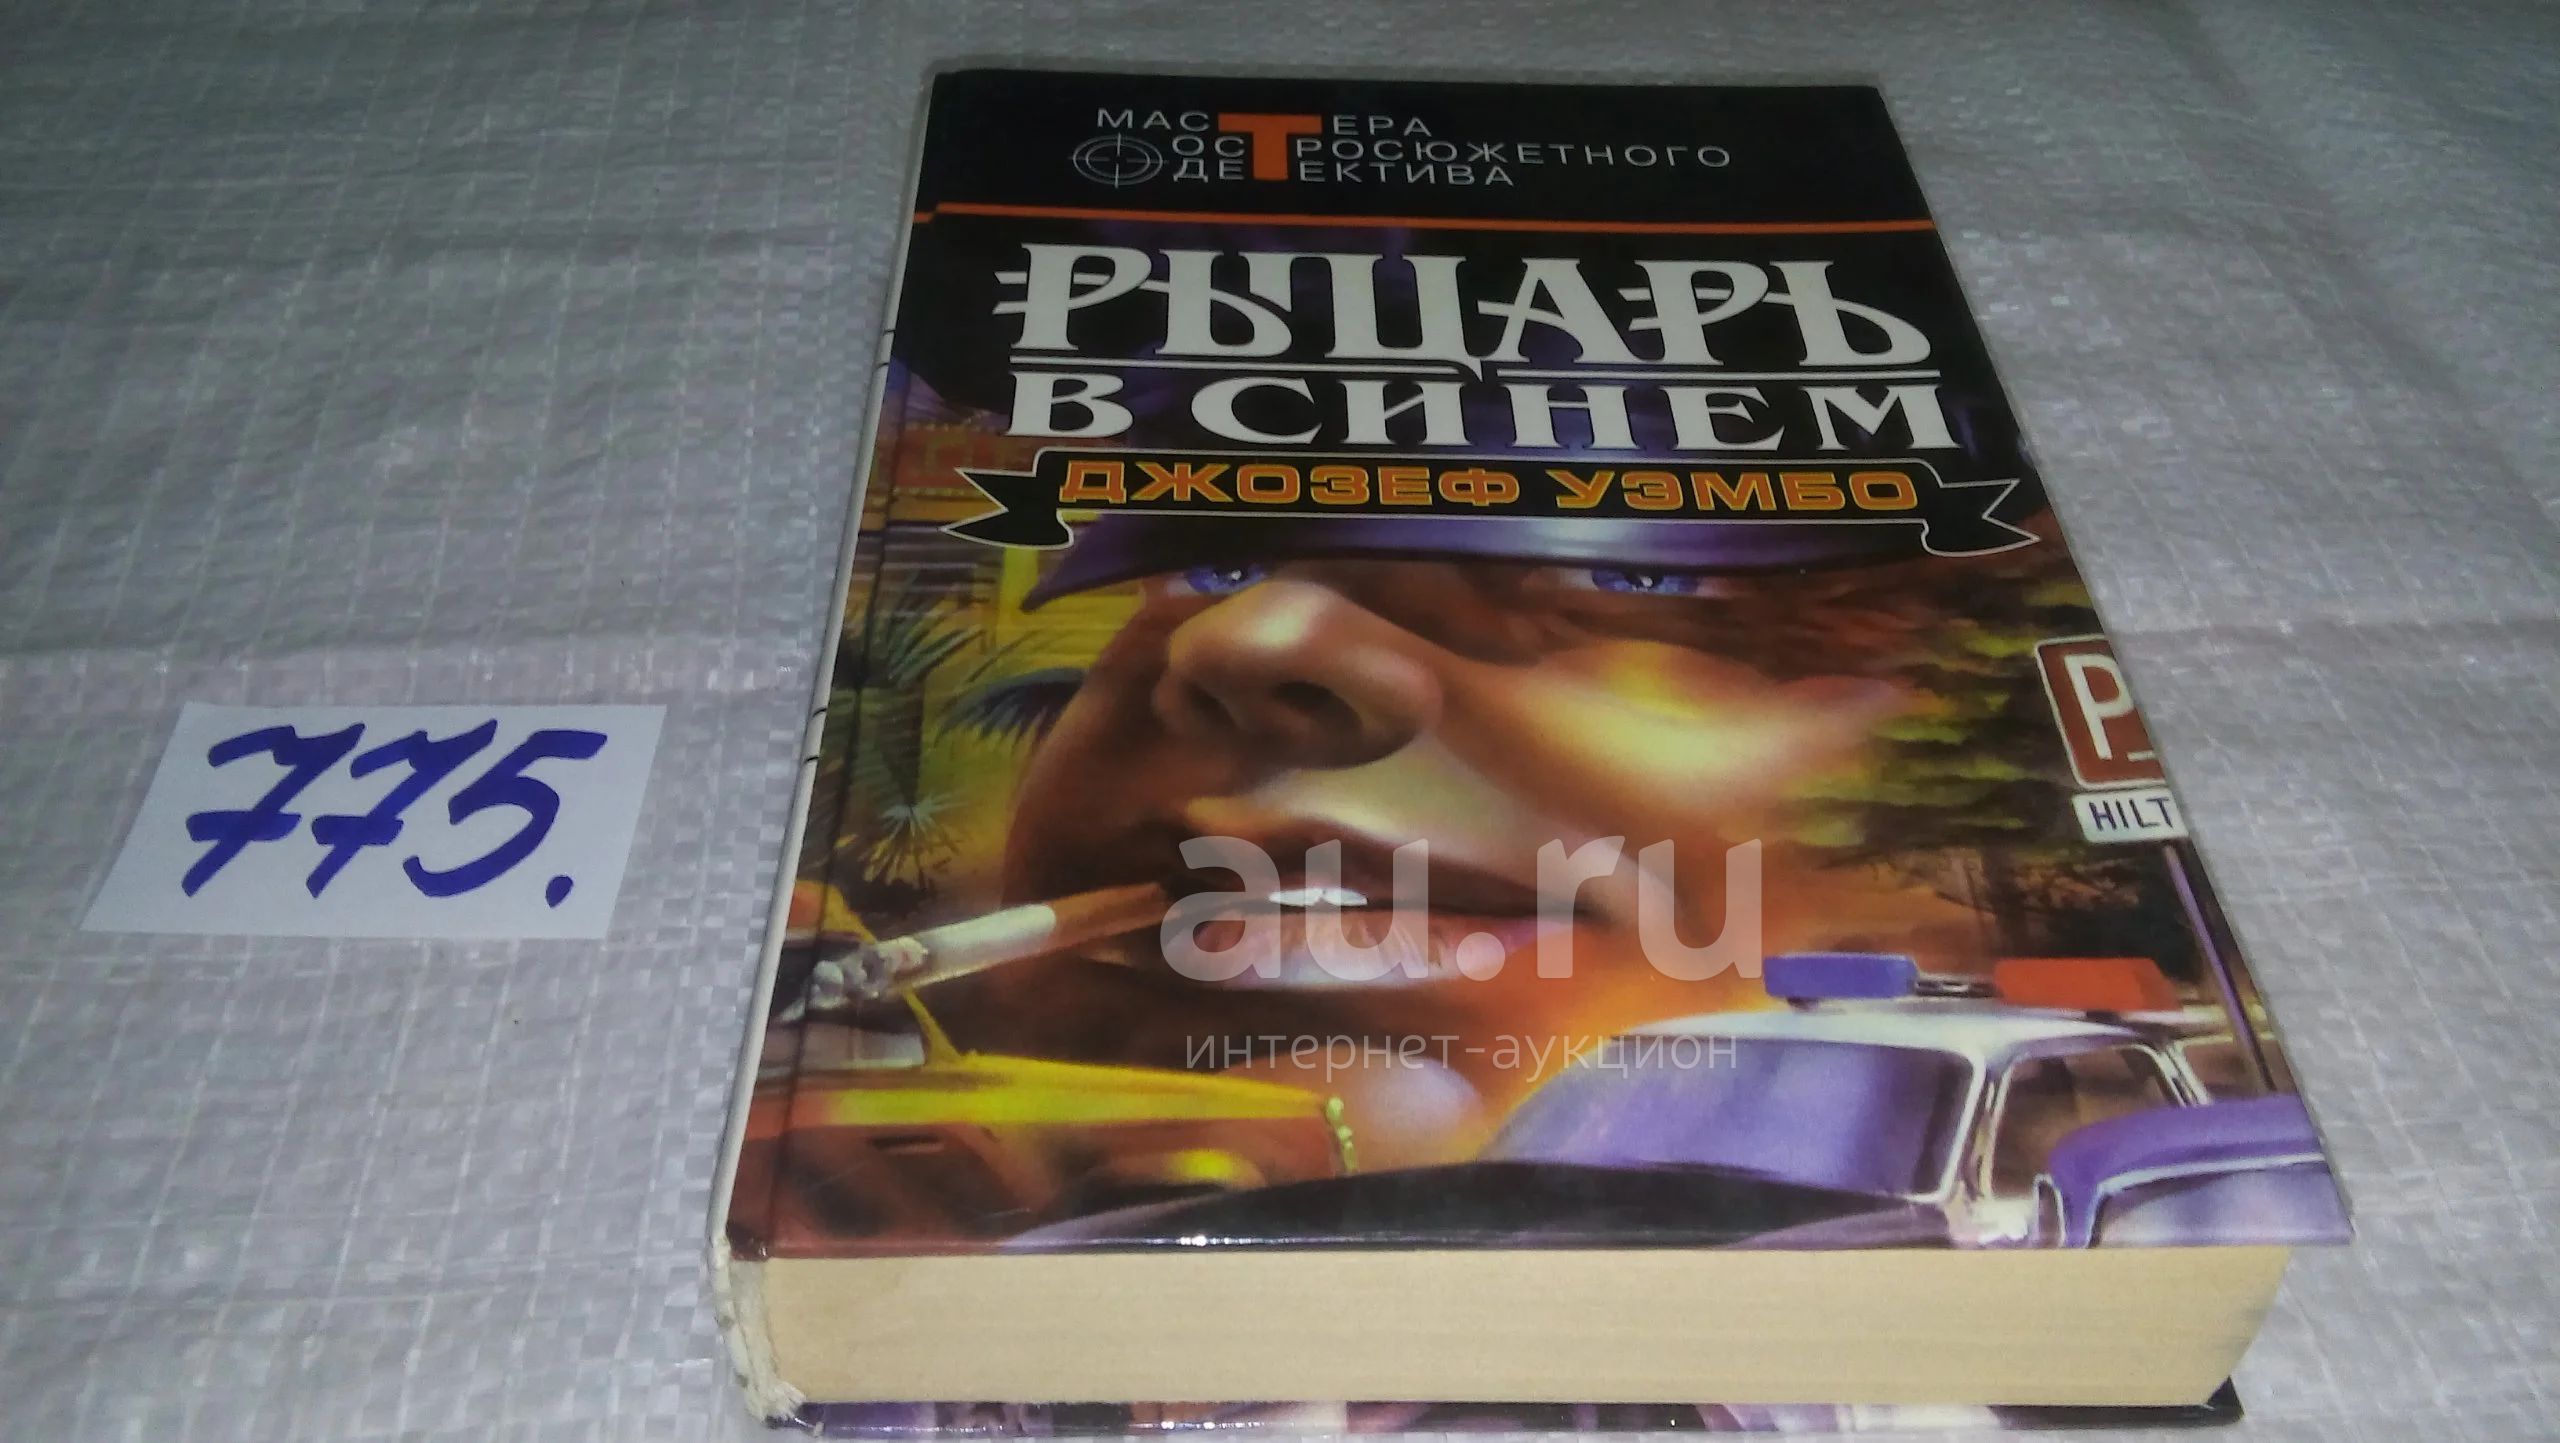 МАСТЕРА
ОСТРОСЮЖЕТНОГО
ДЕТЕКТИВА
РЫЦАРЬ
В СИНЕМ
ДЖОЗЕФ УЭМБО
P
HILT
775.
au.ru
интернет-аукцион